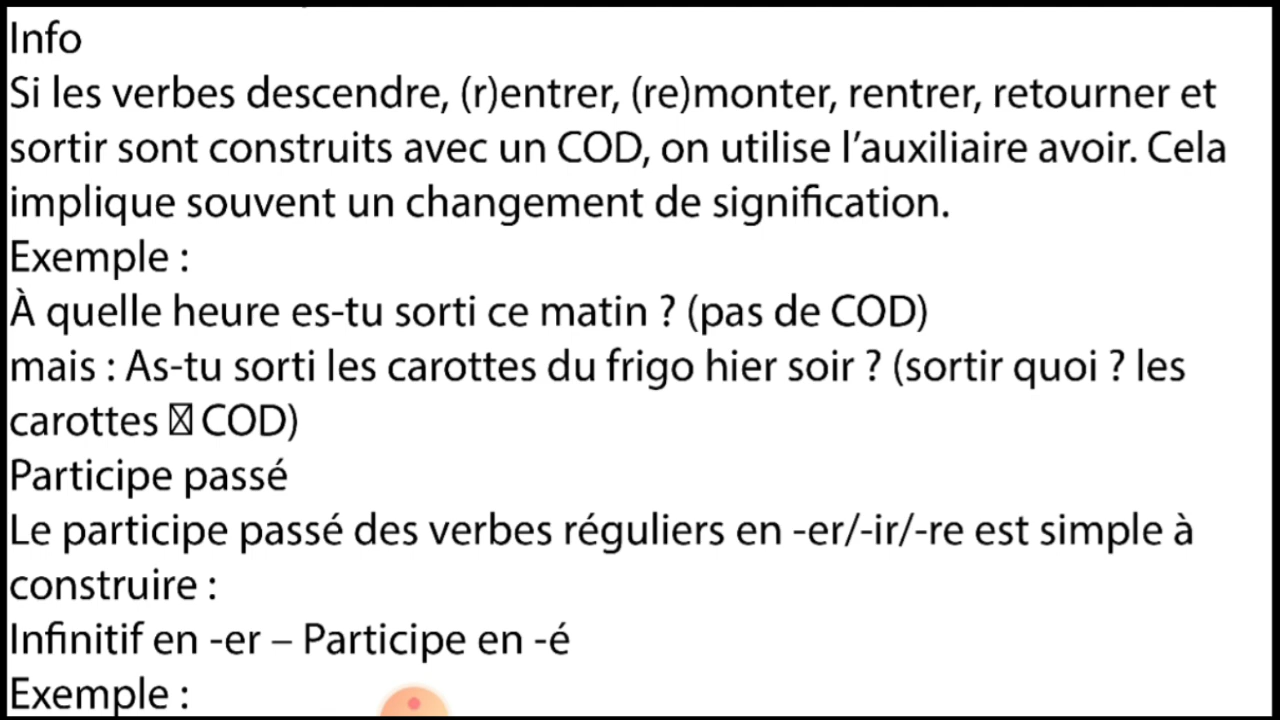 Info
Si les verbes descendre, (r)entrer, (re)monter, rentrer, retourner et
sortir sont construits avec un COD, on utilise l’auxiliaire avoir. Cela
implique souvent un changement de signification.
Exemple :
À quelle heure es-tu sorti ce matin ? (pas de COD)
mais : As-tu sorti les carottes du frigo hier soir ? (sortir quoi ? les
carottes COD)
Participe passé
Le participe passé des verbes réguliers en -er/-ir/-re est simple à
construire :
Infinitif en -er – Participe en -é
Exemple :